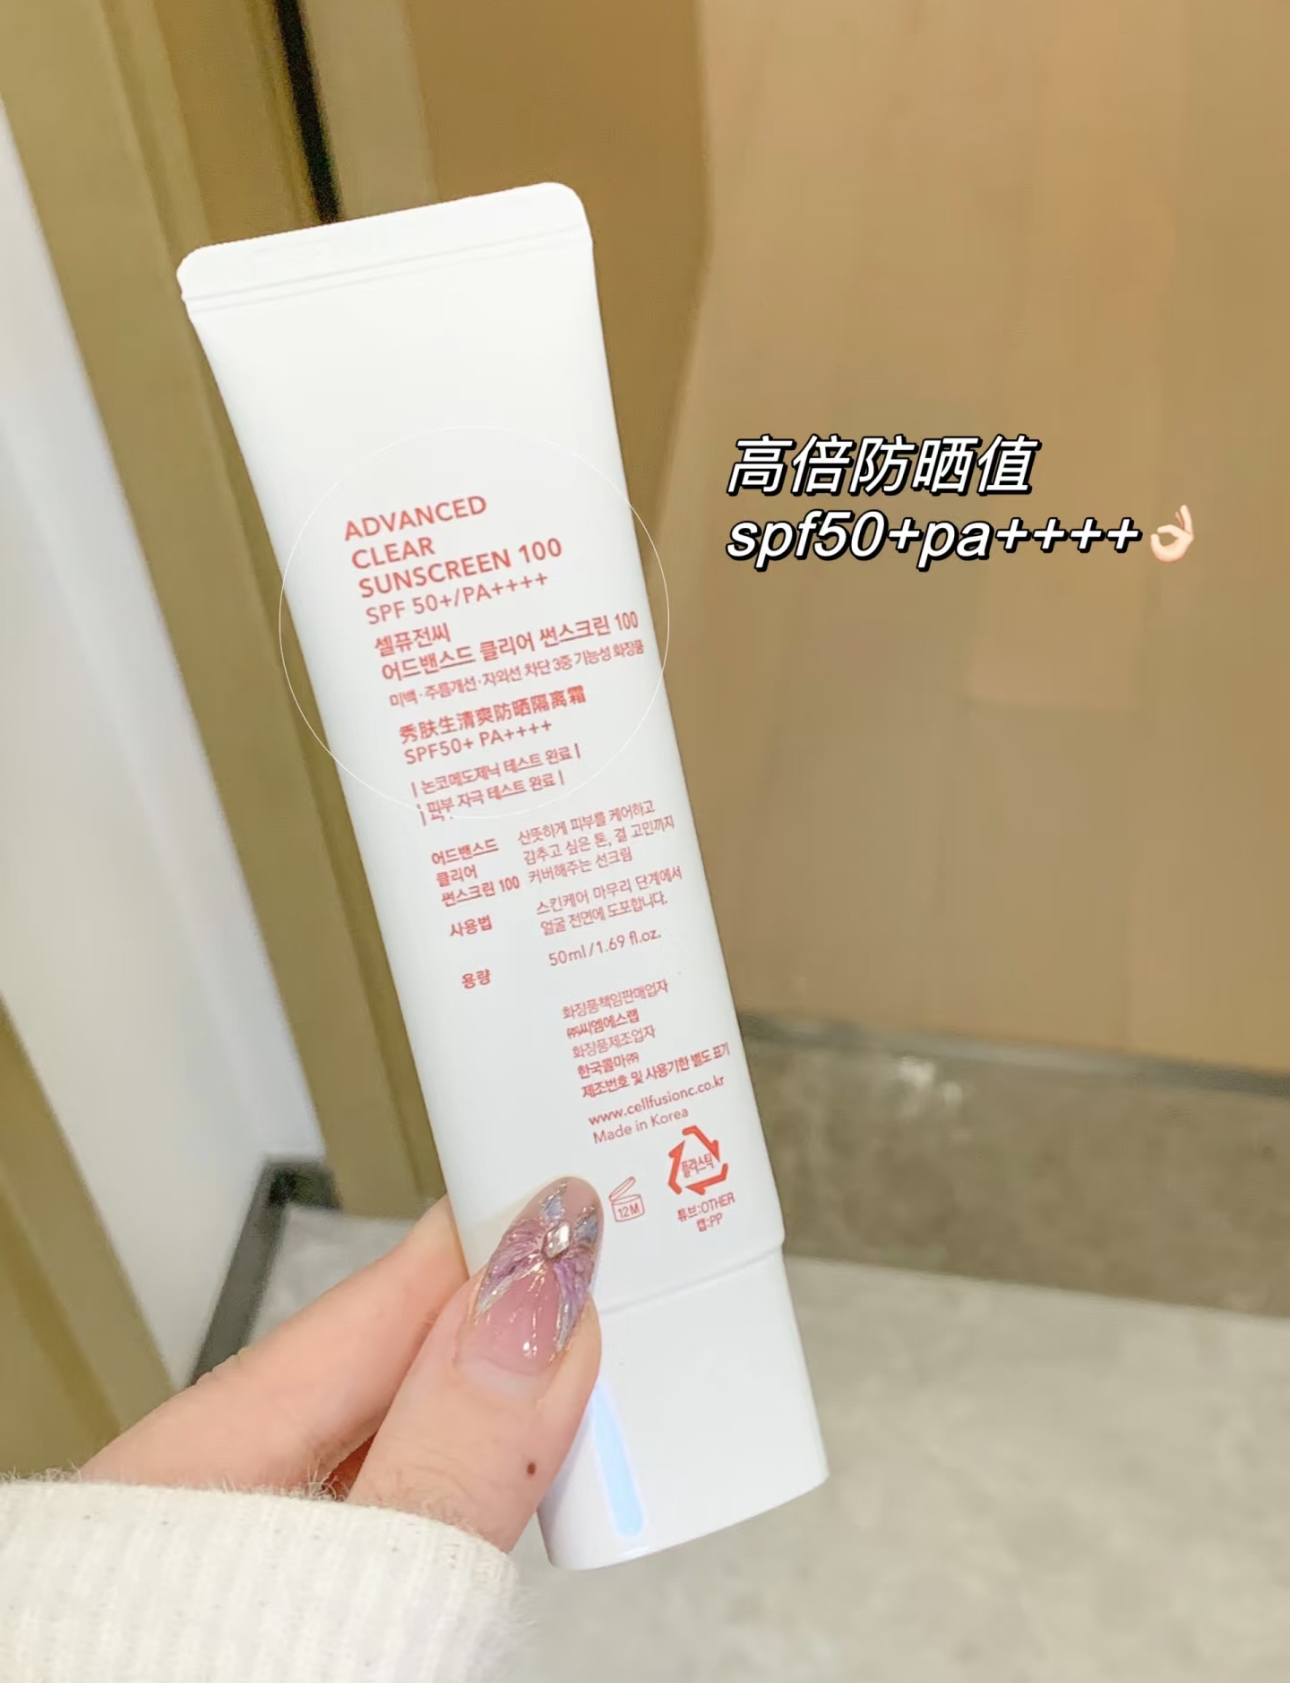 高倍防晒值
spf50+pa++++👌🏻
ADVANCED
CLEAR
SUNSCREEN 100
SPF 50+/PA++++
셀퓨전씨
어드밴스드 클리어 썬스크린 100
미백·주름개선·자외선 차단 3중 기능성 화장품
秀肤生清爽防晒隔离霜
SPF50+ PA++++
| 논코메도제닉 테스트 완료 |
| 피부 자극 테스트 완료 |
어드밴스드
클리어
썬스크린 100
산뜻하게 피부를 케어하고
감추고 싶은 톤, 결 고민까지
커버해주는 선크림
사용법
스킨케어 마무리 단계에서
얼굴 전면에 도포합니다.
용량
50ml/1.69 fl.oz.
화장품책임판매업자
㈜씨엠에스랩
화장품제조업자
한국콜마㈜
제조번호 및 사용기한 별도 표기
www.cellfusionc.co.kr
Made in Korea
12M
플라스틱
튜브:OTHER
캡:PP